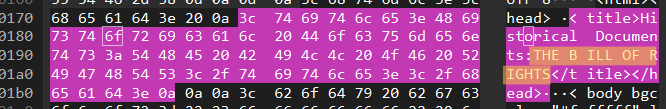 0170 68 65 61 64 3e 20 0a 3c 74 69 74 6c 65 3e 48 69 head> ·< title>Hi
0180 73 74 6f 72 69 63 61 6c 20 44 6f 63 75 6d 65 6e storical Documen
0190 74 73 3a 54 48 45 20 42 49 4c 4c 20 4f 46 20 52 ts:THE B ILL OF R
01a0 49 47 48 54 53 3c 2f 74 69 74 6c 65 3e 3c 2f 68 IGHTS</t itle></h
01b0 65 61 64 3e 0a 0a 3c 62 6f 64 79 20 62 67 63 ead>··< body bgc